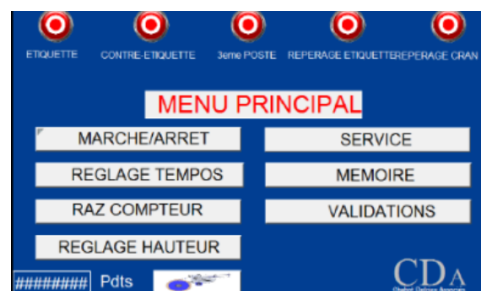 ETIQUETTE CONTRE-ETIQUETTE 3eme POSTE REPERAGE ETIQUETTE REPERAGE CRAN
MENU PRINCIPAL
MARCHE/ARRET SERVICE
REGLAGE TEMPOS MEMOIRE
RAZ COMPTEUR VALIDATIONS
REGLAGE HAUTEUR
######## Pdts CDA